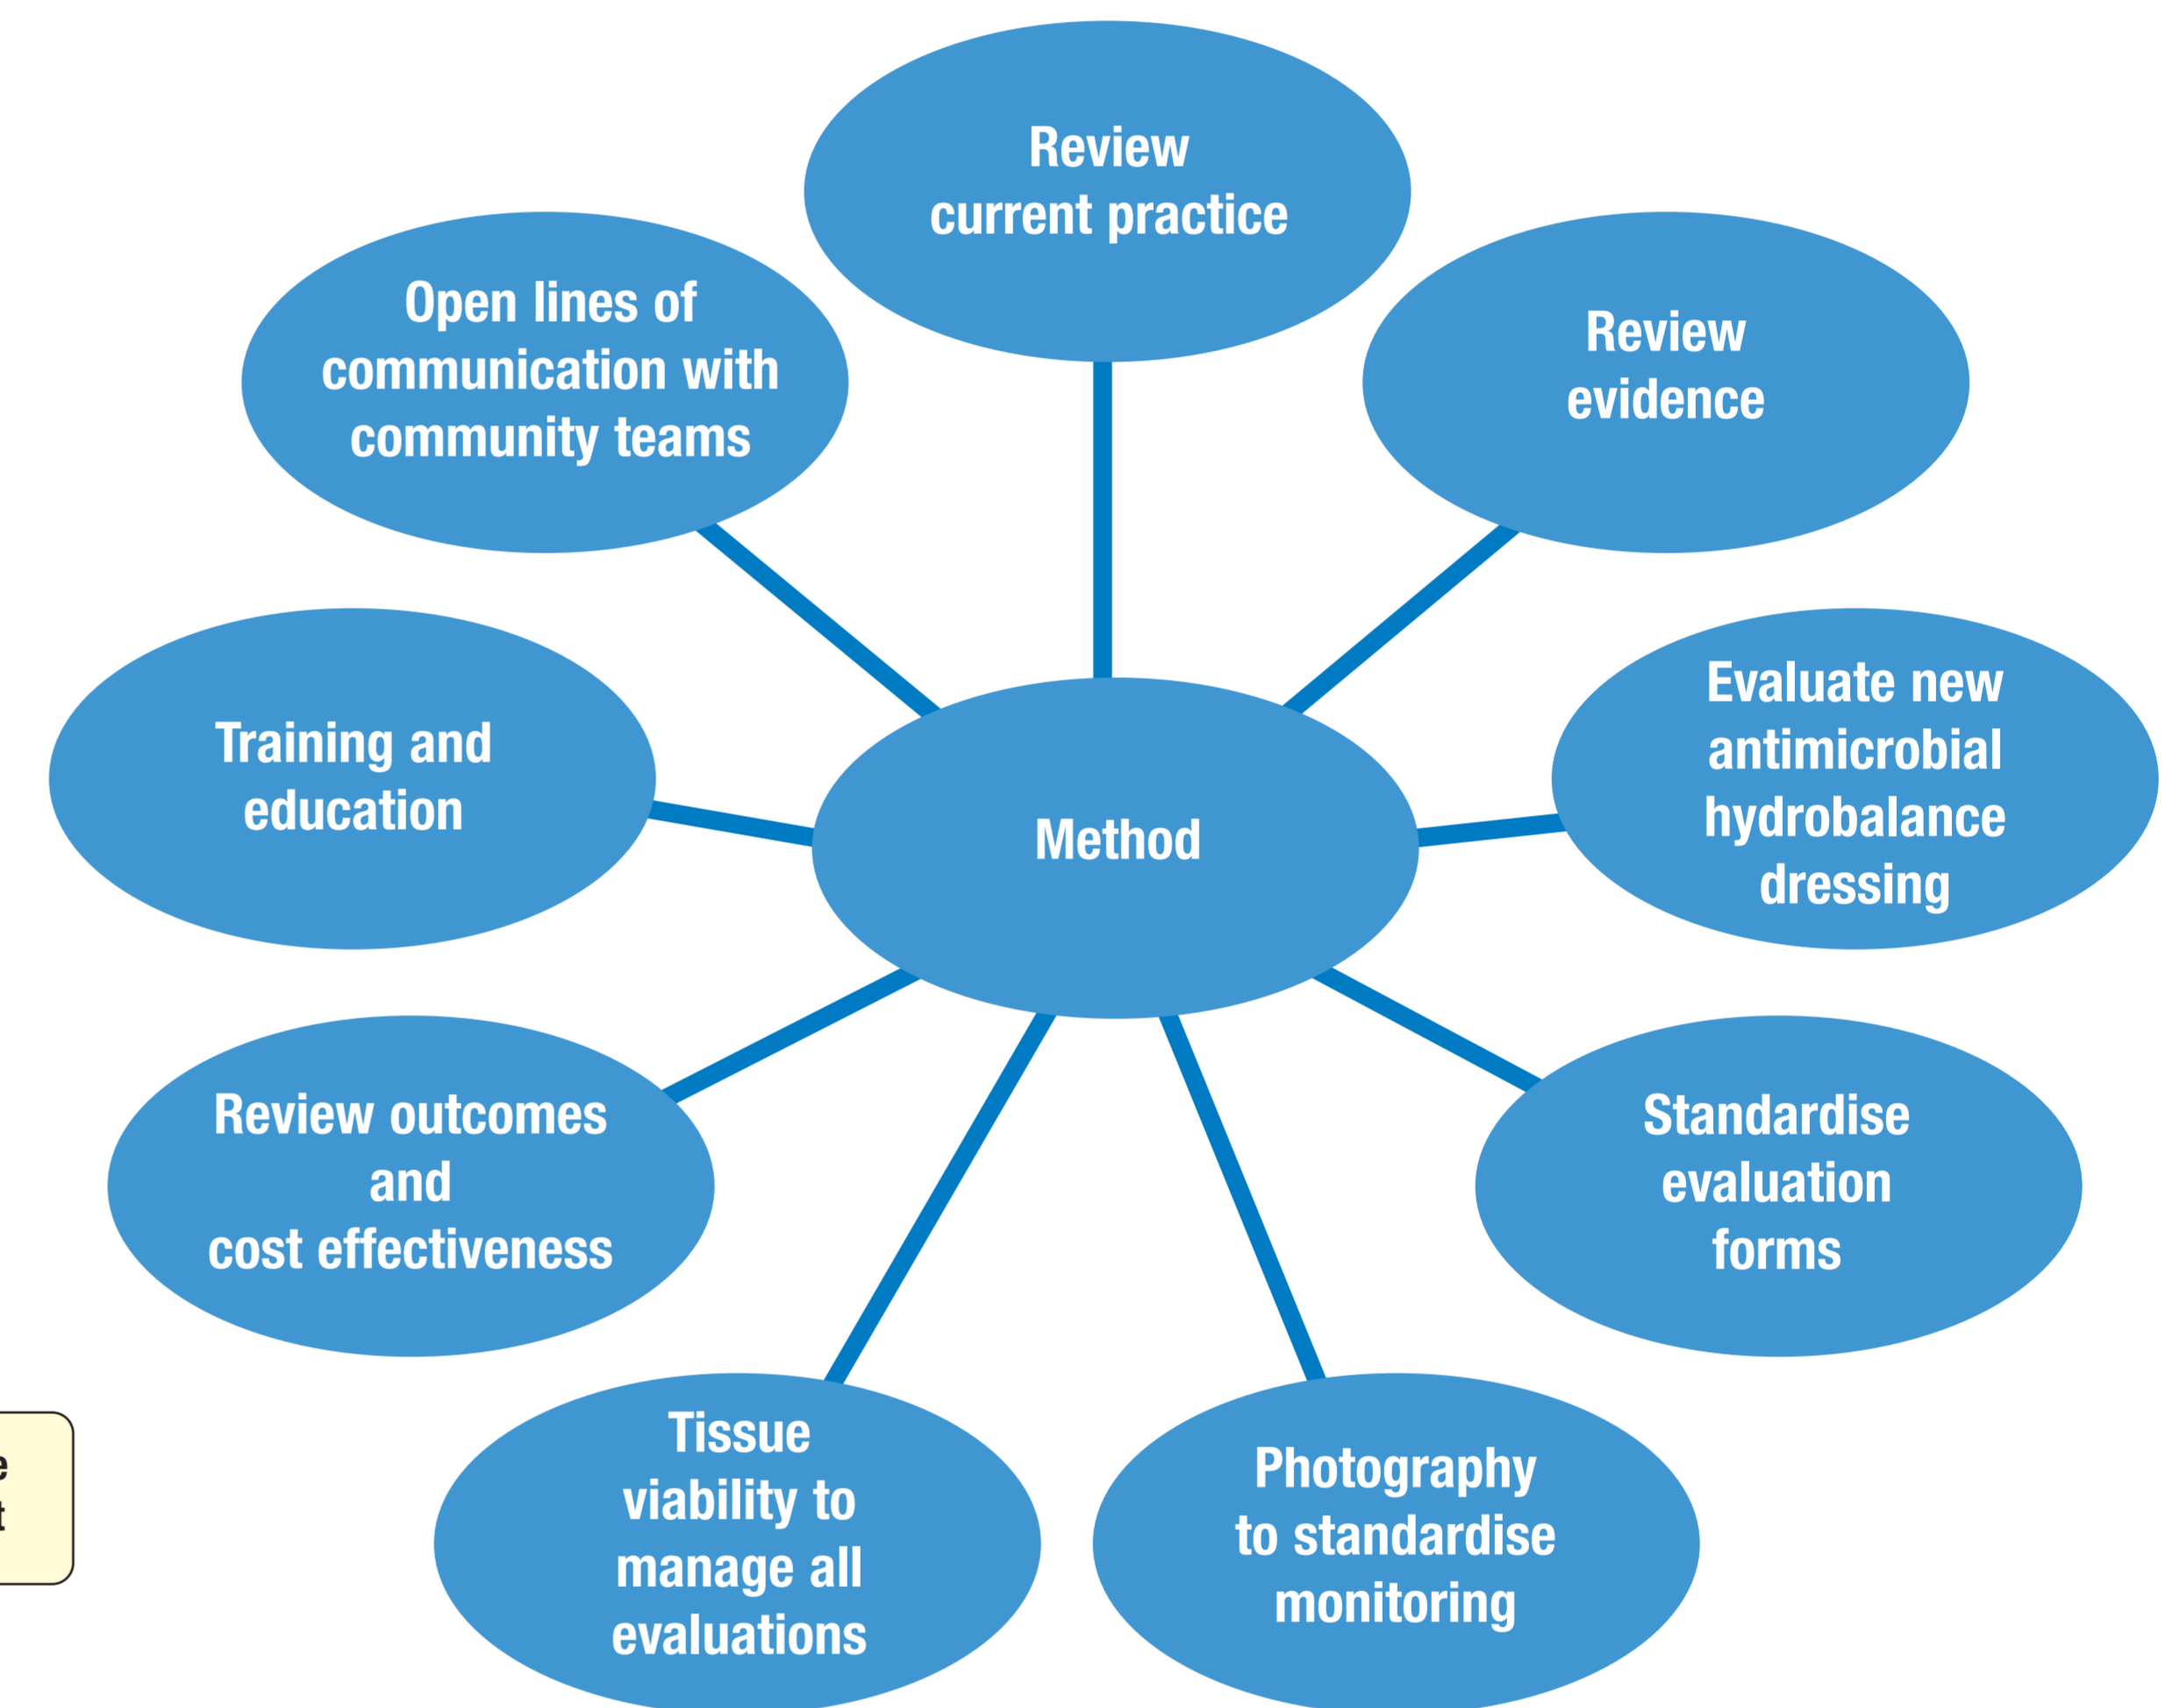 Review
current practice
Open lines of
communication with
community teams
Review
evidence
Training and
education
Method
Evaluate new
antimicrobial
hydrobalance
dressing
Review outcomes
and
cost effectiveness
Standardise
evaluation
forms
Tissue
viability to
manage all
evaluations
Photography
to standardise
monitoring